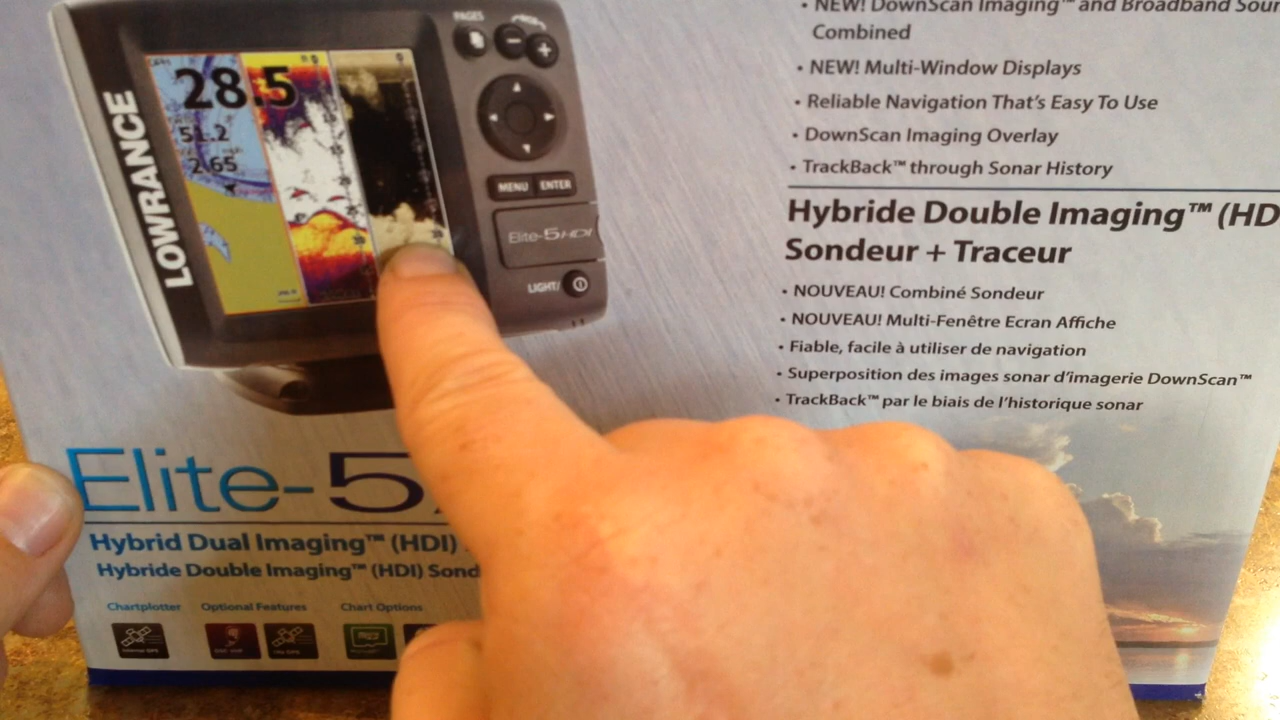 • NEW! DownScan Imaging™ and Broadband
Combined
• NEW! Multi-Window Displays
• Reliable Navigation That's Easy To Use
• DownScan Imaging Overlay
• TrackBack™ through Sonar History
Hybride Double Imaging™ (HD
Sondeur + Traceur
• NOUVEAU! Combiné Sondeur
• NOUVEAU! Multi-Fenêtre Ecran Affiche
• Fiable, facile à utiliser de navigation
• Superposition des images sonar d'imagerie DownScan™
• TrackBack™ par le biais de l'historique sonar
PAGES
LOWRANCE
28.5
51.2
2.65
MENU ENTER
Elite-5HDI
LIGHT/
Elite-5
Hybrid Dual Imaging™ (HDI)
Hybride Double Imaging™ (HDI)
Chartplotter Optional Features Chart Options